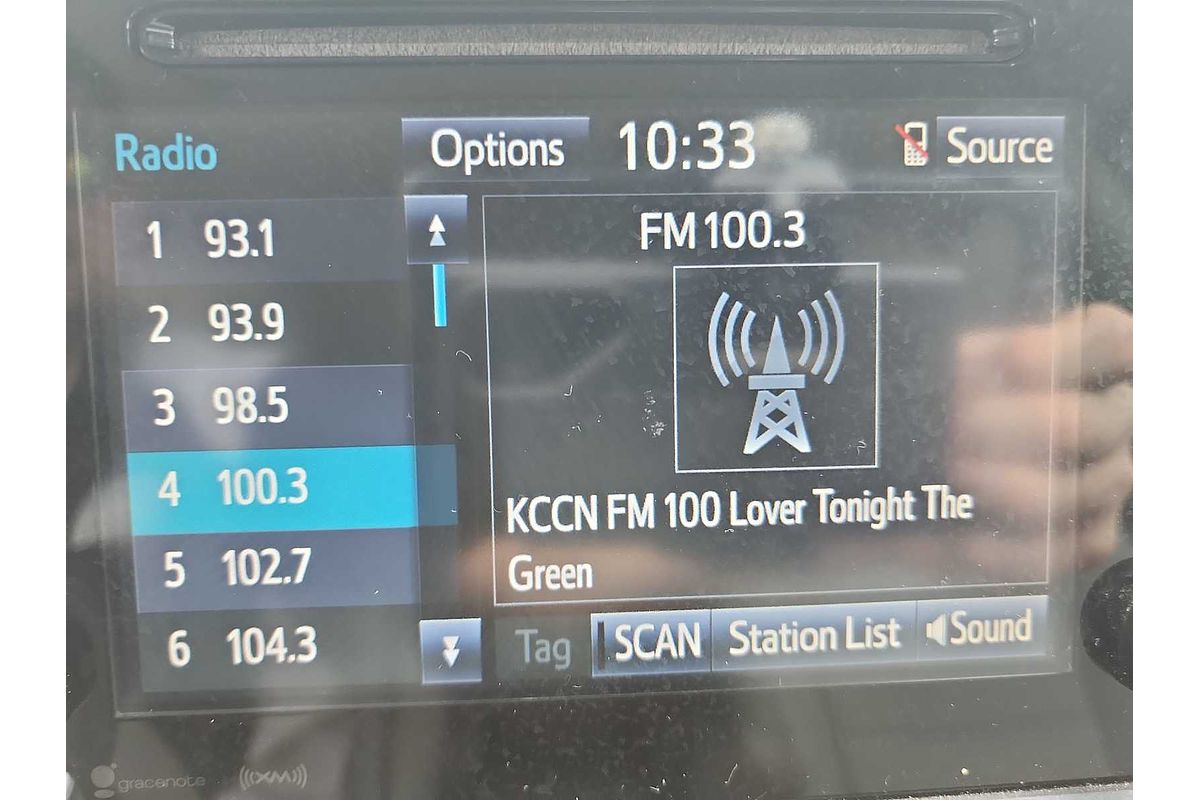 Radio
Options
10:33
Source
1 93.1
2 93.9
3 98.5
4 100.3
5 102.7
6 104.3
FM 100.3
KCCN FM 100 Lover Tonight The
Green
Tag
SCAN
Station List
Sound
gracenote
XM